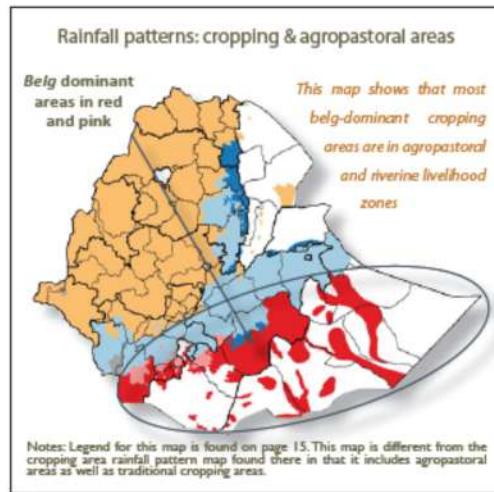 Rainfall patterns: cropping & agropastoral areas
Belg dominant
areas in red
and pink
This map shows that most
belg-dominant cropping
areas are in agropastoral
and riverine livelihood
zones
Notes: Legend for this map is found on page 15. This map is different from the
cropping area rainfall pattern map found there in that it includes agropastoral
areas as well as traditional cropping areas.